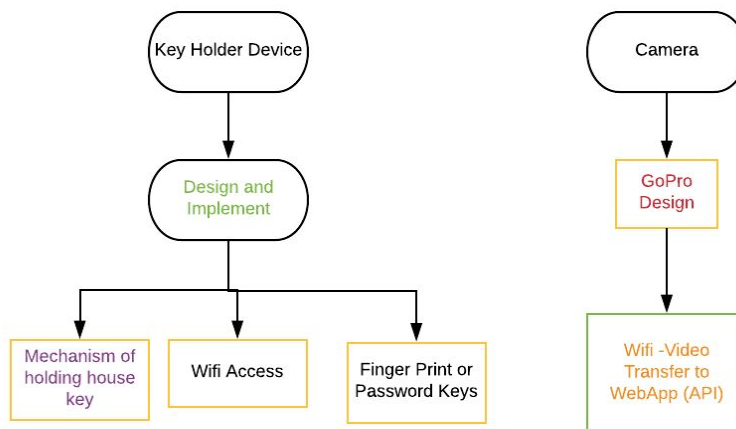 Key Holder Device
Camera
Design and
Implement
GoPro
Design
Mechanism of
holding house
key
Wifi Access
Finger Print or
Password Keys
Wifi -Video
Transfer to
WebApp (API)